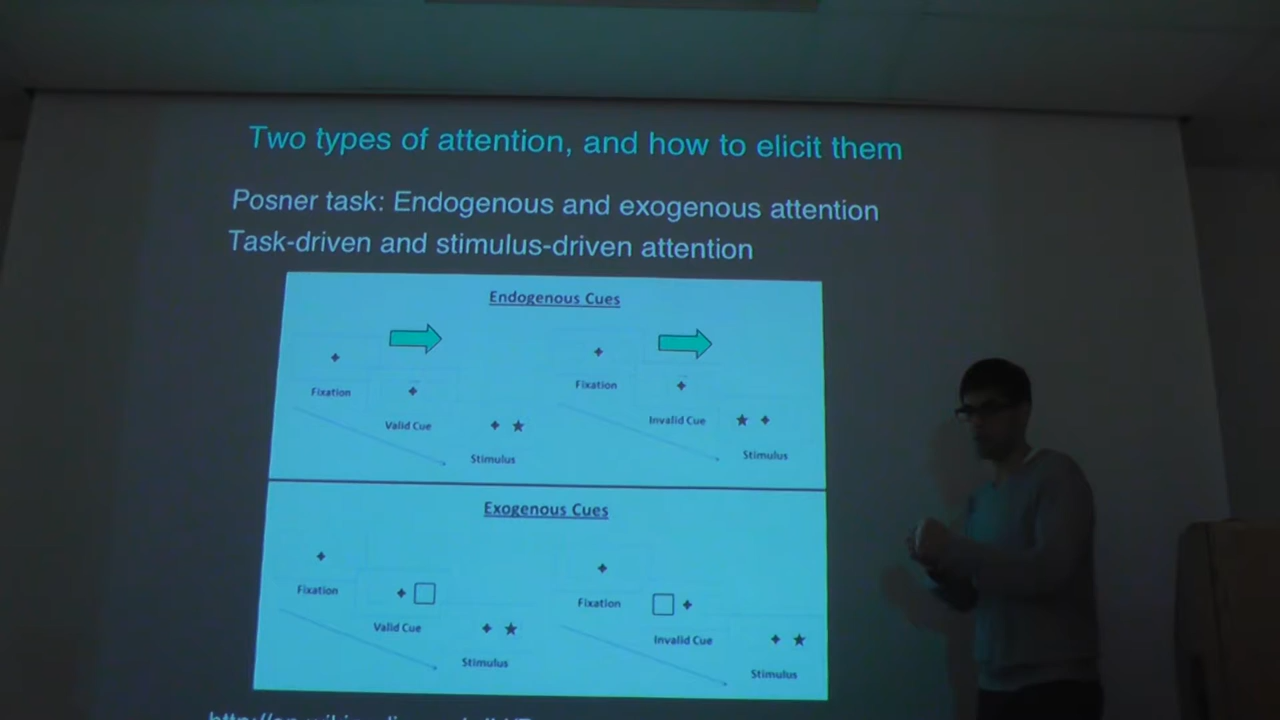 Two types of attention, and how to elicit them
Posner task: Endogenous and exogenous attention
Task-driven and stimulus-driven attention
Endogenous Cues
Fixation
Valid Cue
Stimulus
Fixation
Invalid Cue
Stimulus
Exogenous Cues
Fixation
Valid Cue
Stimulus
Fixation
Invalid Cue
Stimulus